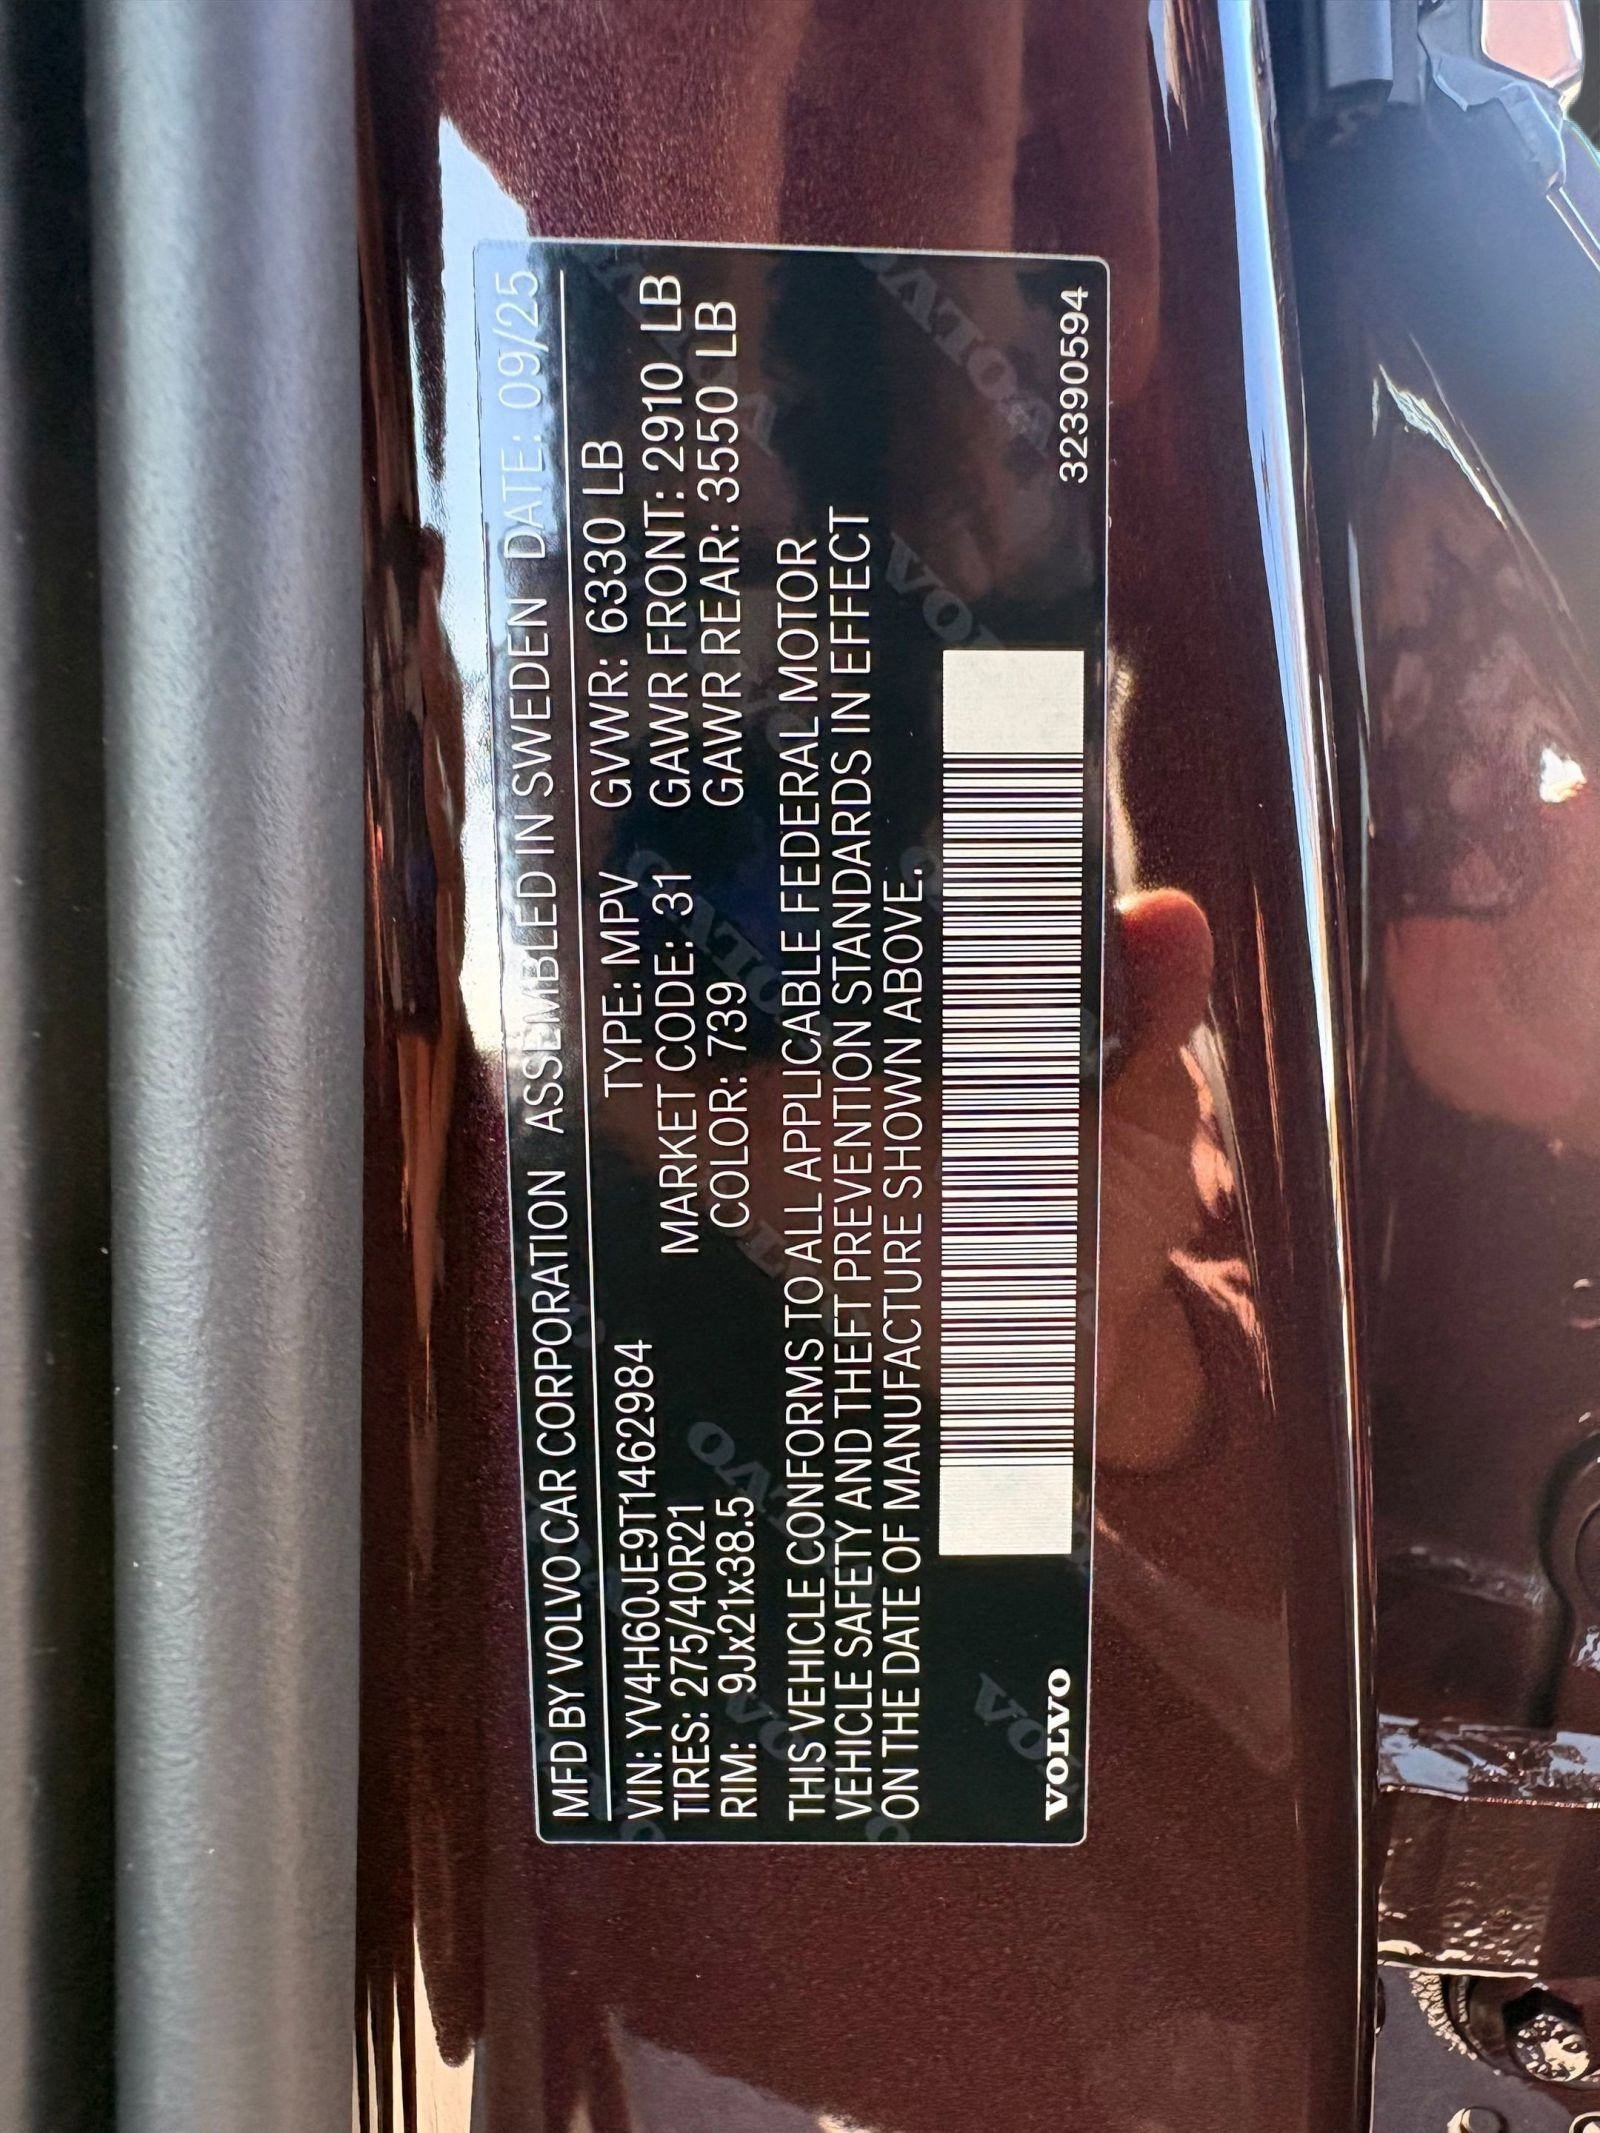 MFD BY VOLVO CAR CORPORATION ASSEMBLED IN SWEDEN DATE: 09/25
VIN: YV4H60JE9T1462984 TYPE: MPV GVWR: 6330 LB
TIRES: 275/40R21 MARKET CODE: 31 GAWR FRONT: 2910 LB
RIM: 9Jx21x38.5 COLOR: 739 GAWR REAR: 3550 LB
THIS VEHICLE CONFORMS TO ALL APPLICABLE FEDERAL MOTOR
VEHICLE SAFETY AND THEFT PREVENTION STANDARDS IN EFFECT
ON THE DATE OF MANUFACTURE SHOWN ABOVE.
VOLVO 32390594